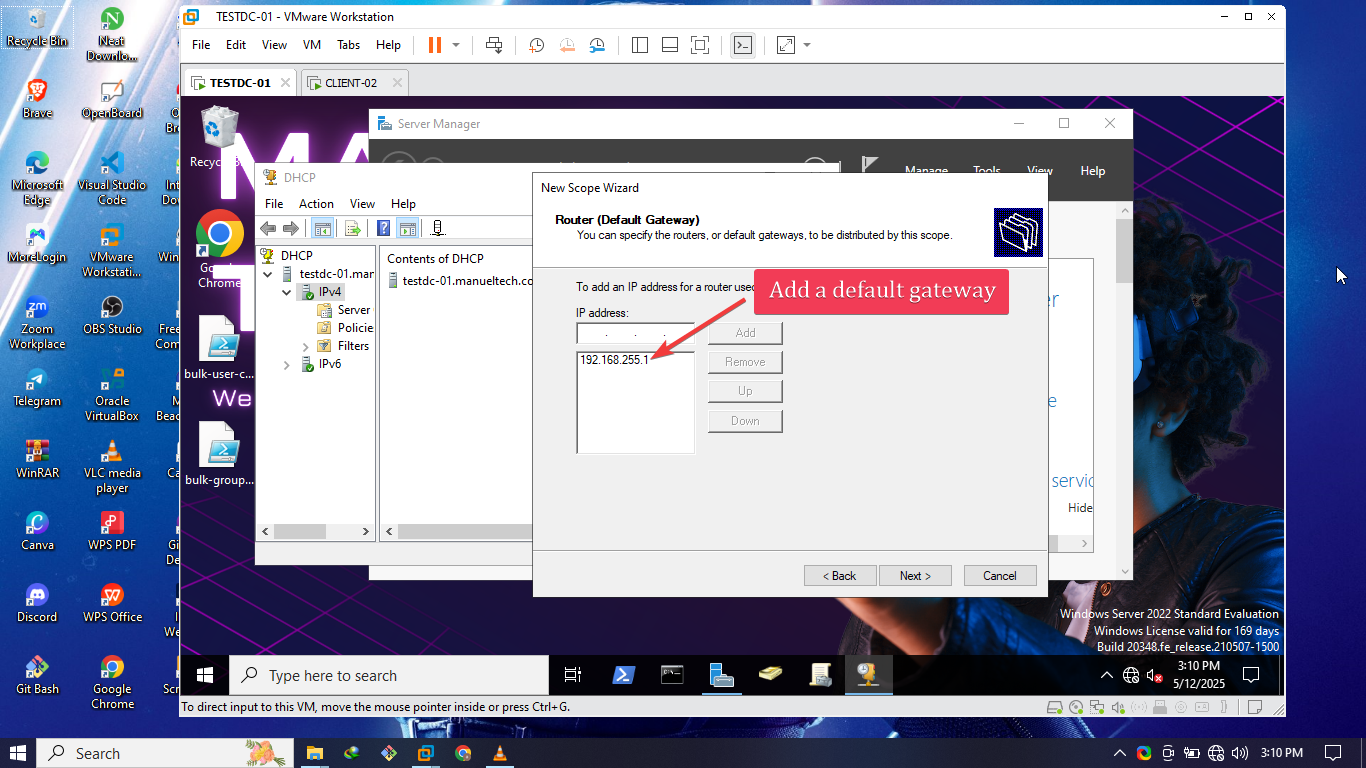 Recycle Bin
Neat
Downlo...
Brave
OpenBoard
Microsoft
Edge
Visual Studio
Code
MoreLogin
VMware
Workstati...
Zoom
Workplace
OBS Studio
Telegram
Oracle
VirtualBox
WinRAR
VLC media
player
Canva
WPS PDF
Discord
WPS Office
Git Bash
Google
Chrome
TESTDC-01 - VMware Workstation
File Edit View VM Tabs Help
TESTDC-01
CLIENT-02
Server Manager
Manage Tools View Help
DHCP
File Action View Help
DHCP
testdc-01.man
IPv4
Server
Policie
Filters
IPv6
Contents of DHCP
testdc-01.manueltech.co
New Scope Wizard
Router (Default Gateway)
You can specify the routers, or default gateways, to be distributed by this scope.
To add an IP address for a router use
Add a default gateway
IP address:
. . .
Add
192.168.255.1
Remove
Up
Down
< Back
Next >
Cancel
Hide
bulk-user-c...
We
bulk-group...
Windows Server 2022 Standard Evaluation
Windows License valid for 169 days
Build 20348.fe_release.210507-1500
Type here to search
3:10 PM
5/12/2025
To direct input to this VM, move the mouse pointer inside or press Ctrl+G.
Search
3:10 PM